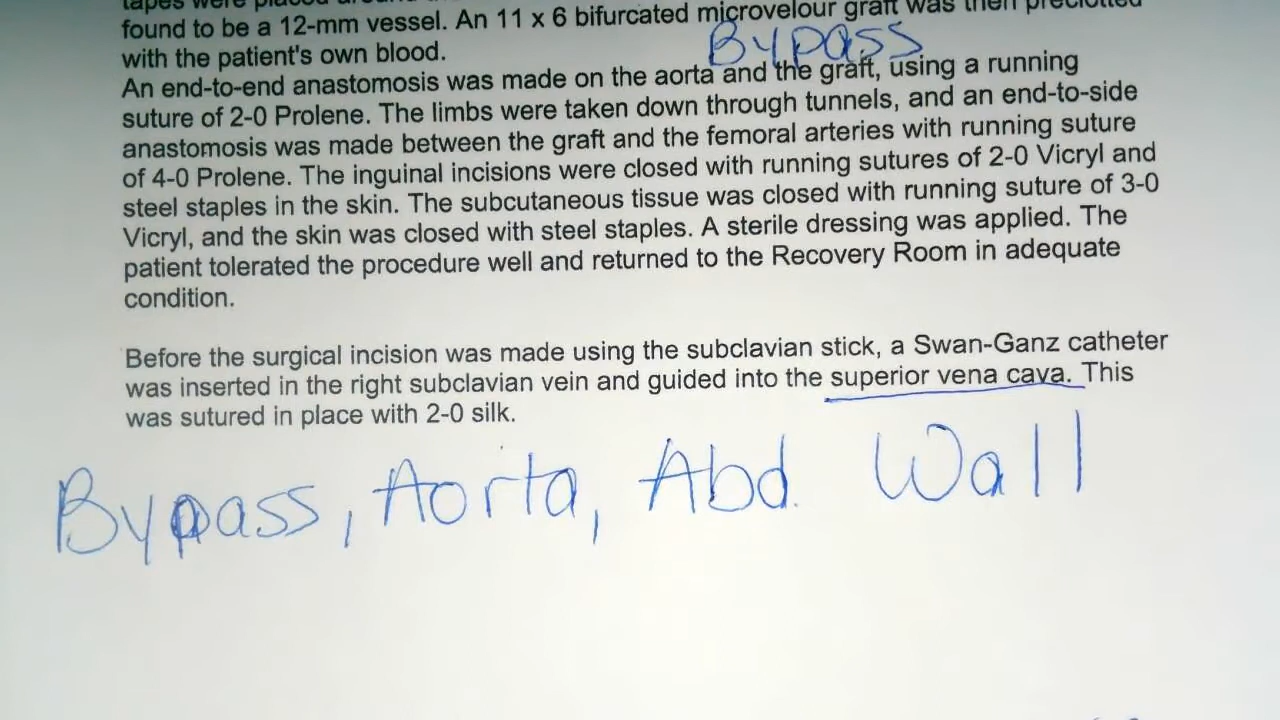 tapes were placed around the
found to be a 12-mm vessel. An 11 x 6 bifurcated microvelour graft was then preclotted
with the patient's own blood.
Bypass
An end-to-end anastomosis was made on the aorta and the graft, using a running
suture of 2-0 Prolene. The limbs were taken down through tunnels, and an end-to-side
anastomosis was made between the graft and the femoral arteries with running suture
of 4-0 Prolene. The inguinal incisions were closed with running sutures of 2-0 Vicryl and
steel staples in the skin. The subcutaneous tissue was closed with running suture of 3-0
Vicryl, and the skin was closed with steel staples. A sterile dressing was applied. The
patient tolerated the procedure well and returned to the Recovery Room in adequate
condition.
Before the surgical incision was made using the subclavian stick, a Swan-Ganz catheter
was inserted in the right subclavian vein and guided into the superior vena cava. This
was sutured in place with 2-0 silk.
Bypass, Aorta, Abd. Wall